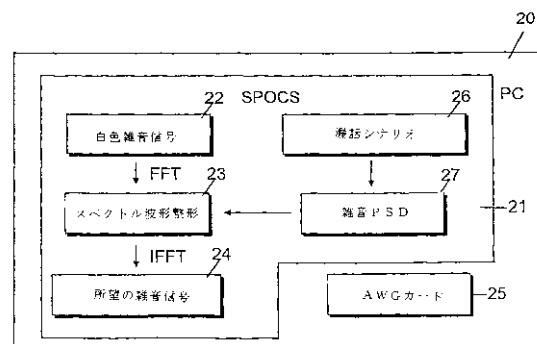 20
PC
SPOCS
22
26
白色雑音信号
漏話シナリオ
FFT
23
27
スペクトル波形整形
雑音PSD
21
IFFT
24
所望の雑音信号
AWGカード
25